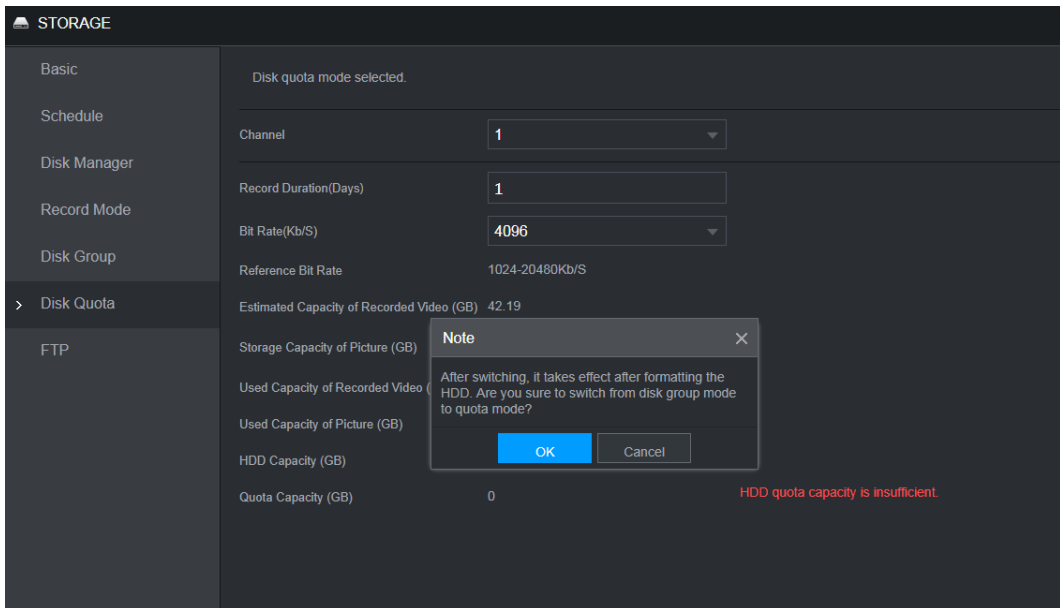 STORAGE
Basic
Schedule
Disk Manager
Record Mode
Disk Group
Disk Quota
FTP
Disk quota mode selected.
Channel 1
Record Duration(Days) 1
Bit Rate(Kb/S) 4096
Reference Bit Rate 1024-20480Kb/S
Estimated Capacity of Recorded Video (GB) 42.19
Storage Capacity of Picture (GB)
Used Capacity of Recorded Video (
Used Capacity of Picture (GB)
HDD Capacity (GB)
Quota Capacity (GB) 0 HDD quota capacity is insufficient.
Note
After switching, it takes effect after formatting the
HDD. Are you sure to switch from disk group mode
to quota mode?
OK Cancel